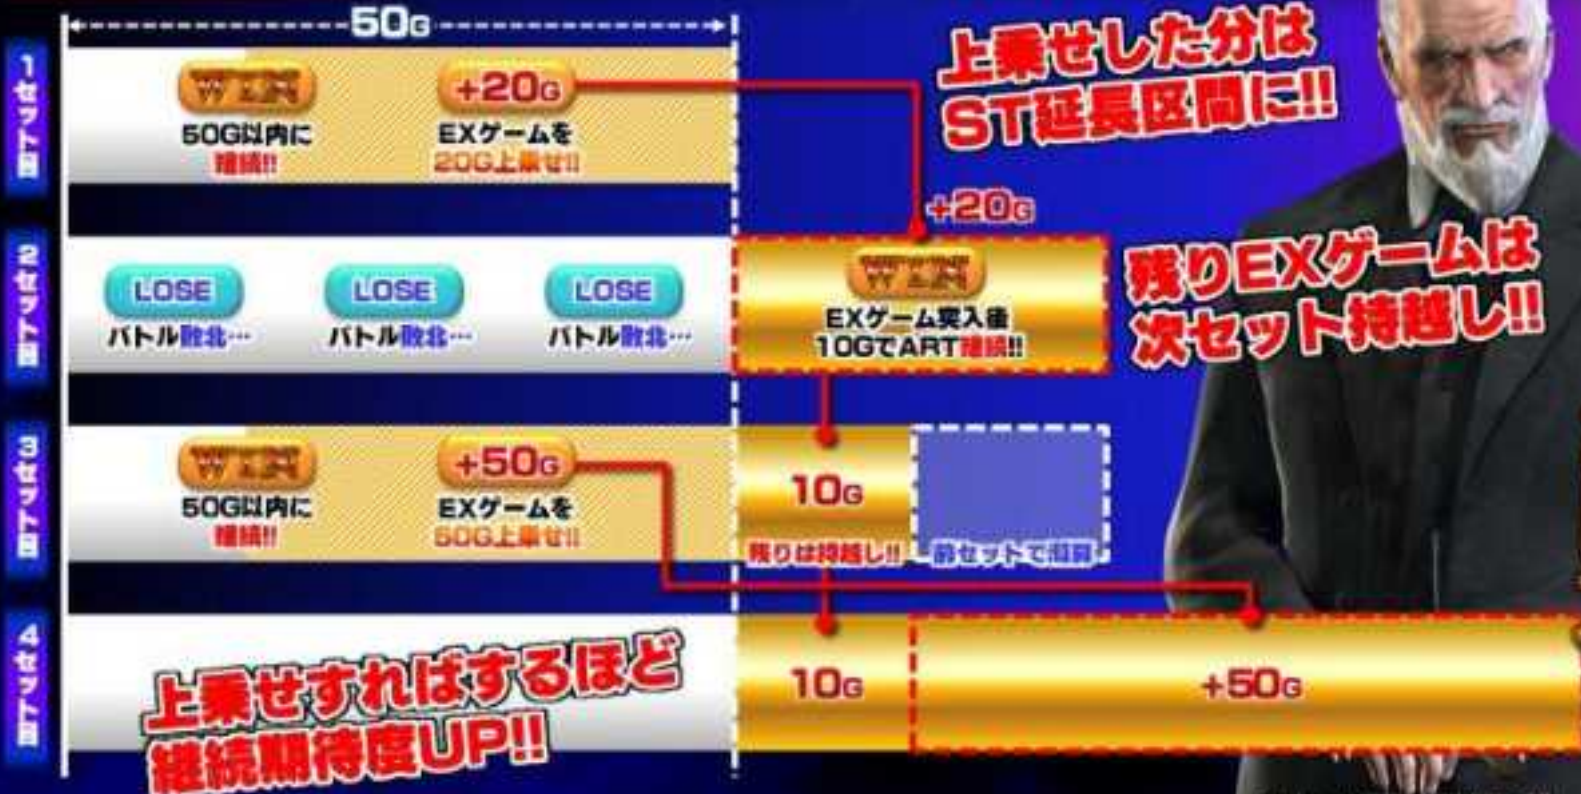 50G
上乗せした分は
ST延長区間に!!
1セット目
WIN
50G以内に
継続!!
+20G
EXゲームを
20G上乗せ!!
+20G
残りEXゲームは
次セット持越し!!
2セット目
LOSE
バトル敗北…
LOSE
バトル敗北…
LOSE
バトル敗北…
WIN
EXゲーム突入後
10GでART継続!!
3セット目
WIN
50G以内に
継続!!
+50G
EXゲームを
50G上乗せ!!
10G
残りは持越し!!
前セットで消費
4セット目
上乗せすればするほど
継続期待度UP!!
10G
+50G